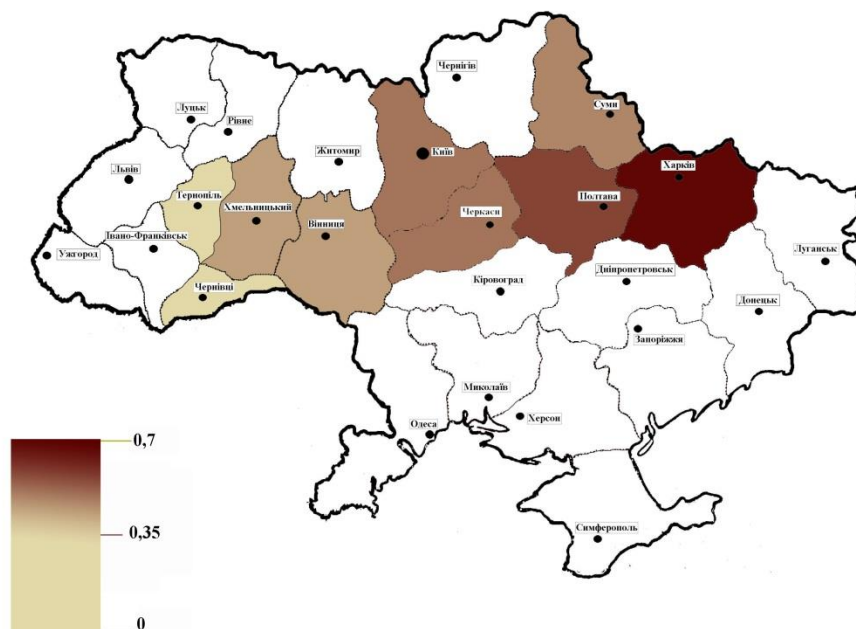 Чернігів
Суми
Луцьк
Рівне
Житомир
Київ
Харків
Львів
Тернопіль
Хмельницький
Полтава
Черкаси
Вінниця
Івано-Франківськ
Ужгород
Луганськ
Чернівці
Кіроноград
Дніпропетровськ
Донецьк
Запоріжжя
Миколаїв
Херсон
Одеса
0,7
0,35
0
Симферополь